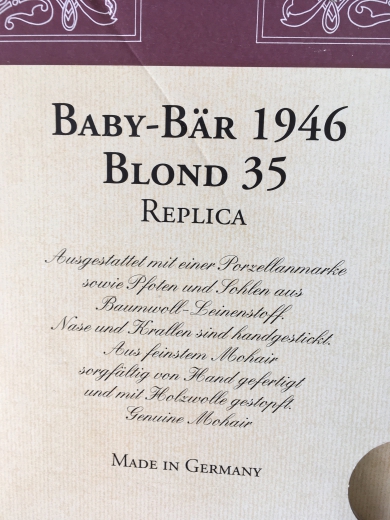 BABY-BÄR 1946
BLOND 35
REPLICA
Ausgestattet mit einer Porzellanmarke
sowie Pfoten und Sohlen aus
Baumwoll-Leinenstoff.
Nase und Krallen sind handgestickt.
Aus feinstem Mohair
sorgfältig von Hand gefertigt
und mit Holzwolle gestopft.
Genuine Mohair
MADE IN GERMANY